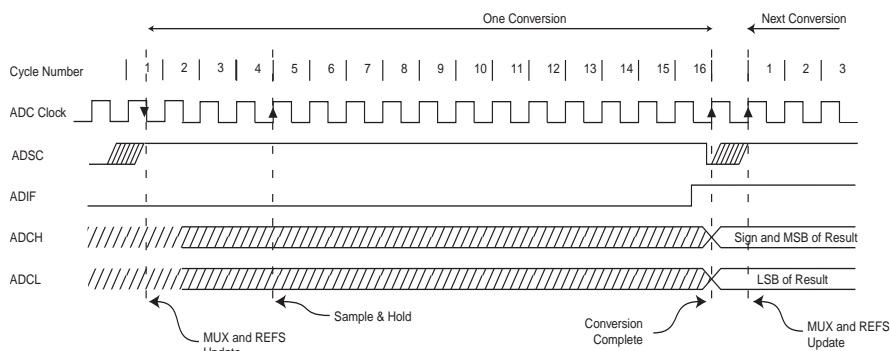 One Conversion
Next Conversion
Cycle Number
1 2 3 4 5 6 7 8 9 10 11 12 13 14 15 16 1 2 3
ADC Clock
ADSC
ADIF
ADCH
Sign and MSB of Result
ADCL
LSB of Result
MUX and REFS
Update
Sample & Hold
Conversion
Complete
MUX and REFS
Update